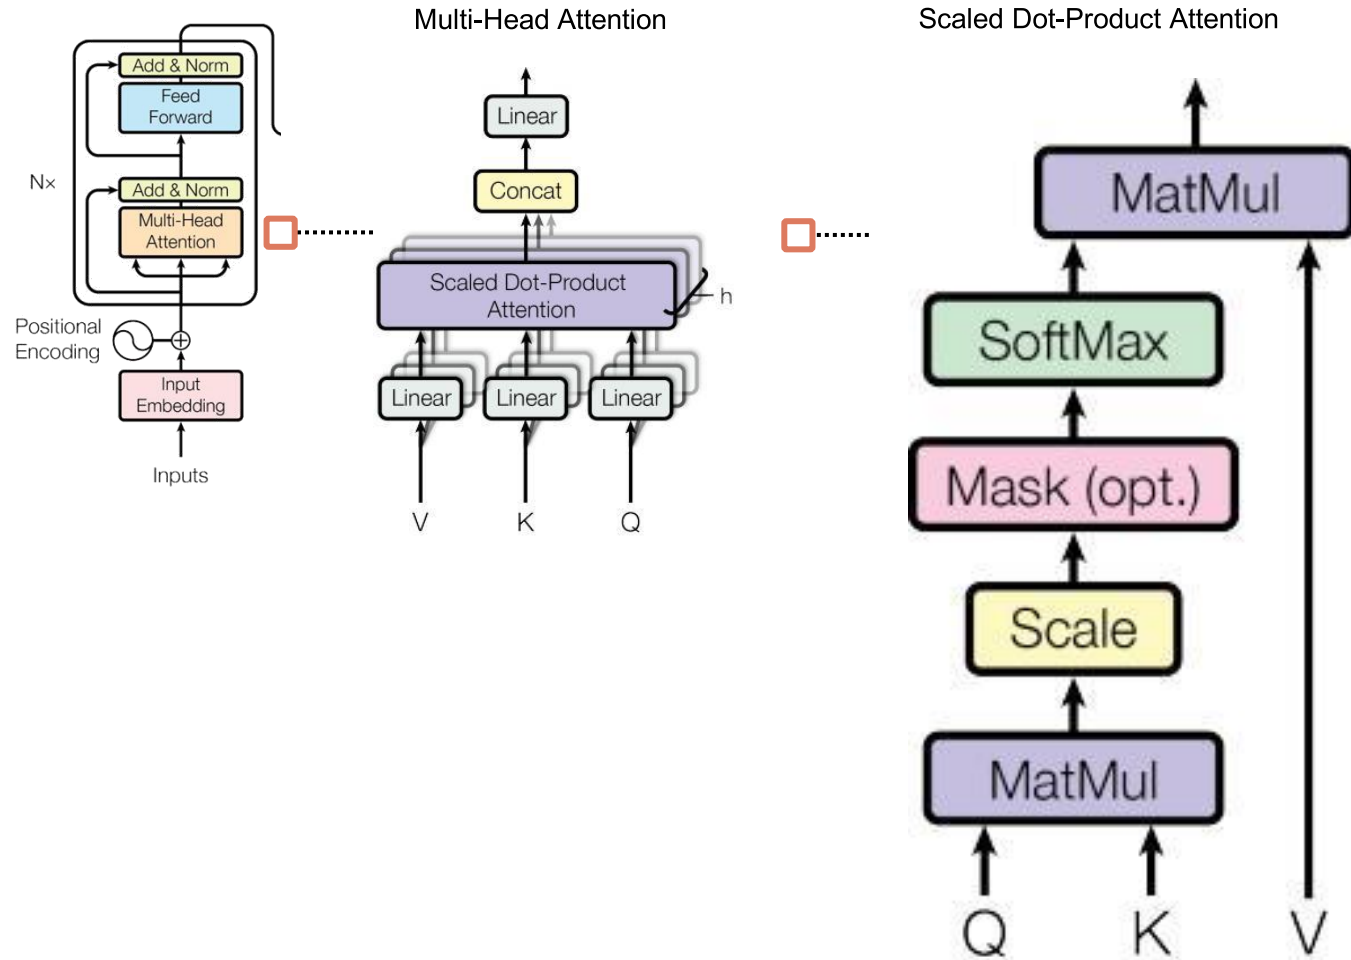 Multi-Head Attention
Scaled Dot-Product Attention
Add & Norm
Feed
Forward
N×
Add & Norm
Multi-Head
Attention
Positional
Encoding
Input
Embedding
Inputs
Linear
Concat
Scaled Dot-Product
Attention
h
Linear
Linear
Linear
V
K
Q
MatMul
SoftMax
Mask (opt.)
Scale
MatMul
Q
K
V